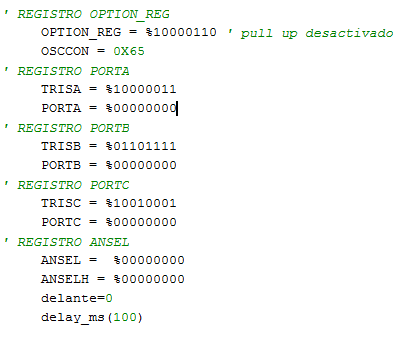 ' REGISTRO OPTION_REG
OPTION_REG = %10000110 ' pull up desactivado
OSCCON = 0X65
' REGISTRO PORTA
TRISA = %10000011
PORTA = %00000000
' REGISTRO PORTB
TRISB = %01101111
PORTB = %00000000
' REGISTRO PORTC
TRISC = %10010001
PORTC = %00000000
' REGISTRO ANSEL
ANSEL =  %00000000
ANSELH = %00000000
delante=0
delay_ms(100)